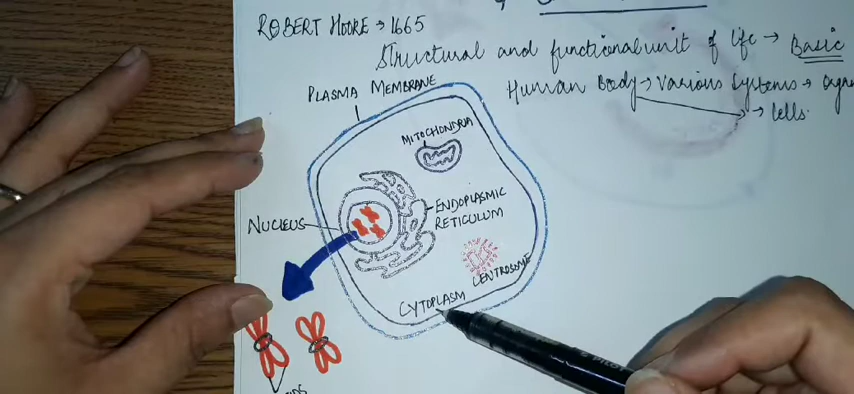 ROBERT HOORE → 1665
Structural and functional unit of life → Basic
Human Body → Various Systems →
→ Cells.
PLASMA MEMBRANE
MITOCHONDRIA
ENDOPLASMIC
RETICULUM
NUCLEUS
CENTROSOME
CYTOPLASM